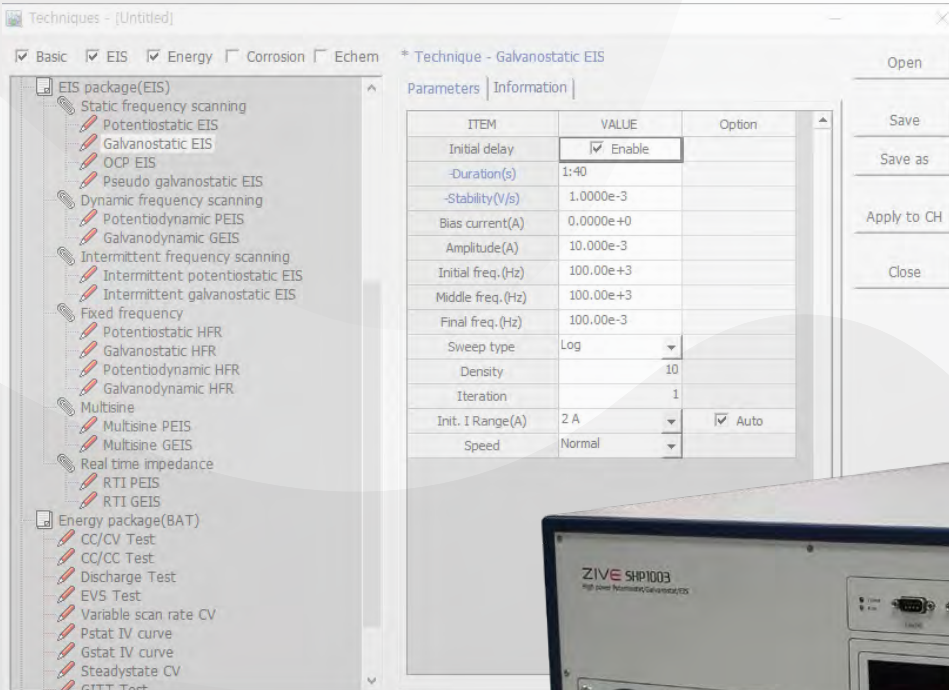 Techniques - [Untitled]
Basic EIS Energy Corrosion Echem
EIS package(EIS)
Static frequency scanning
Potentiostatic EIS
Galvanostatic EIS
OCP EIS
Pseudo galvanostatic EIS
Dynamic frequency scanning
Potentiodynamic PEIS
Galvanodynamic GEIS
Intermittent frequency scanning
Intermittent potentiostatic EIS
Intermittent galvanostatic EIS
Fixed frequency
Potentiostatic HFR
Galvanostatic HFR
Potentiodynamic HFR
Galvanodynamic HFR
Multisine
Multisine PEIS
Multisine GEIS
Real time impedance
RTI PEIS
RTI GEIS
Energy package(BAT)
CC/CV Test
CC/CC Test
Discharge Test
EVS Test
Variable scan rate CV
Pstat IV curve
Gstat IV curve
Steadystate CV
GITT Test
* Technique - Galvanostatic EIS
Parameters Information
ITEM VALUE Option
Initial delay Enable
-Duration(s) 1:40
-Stability(V/s) 1.0000e-3
Bias current(A) 0.0000e+0
Amplitude(A) 10.000e-3
Initial freq.(Hz) 100.00e+3
Middle freq.(Hz) 100.00e+3
Final freq.(Hz) 100.00e-3
Sweep type Log
Density 10
Iteration 1
Init. I Range(A) 2 A Auto
Speed Normal
Open
Save
Save as
Apply to CH
Close
ZIVE SHP1003
High power Potentiostat/Galvanostat/EIS